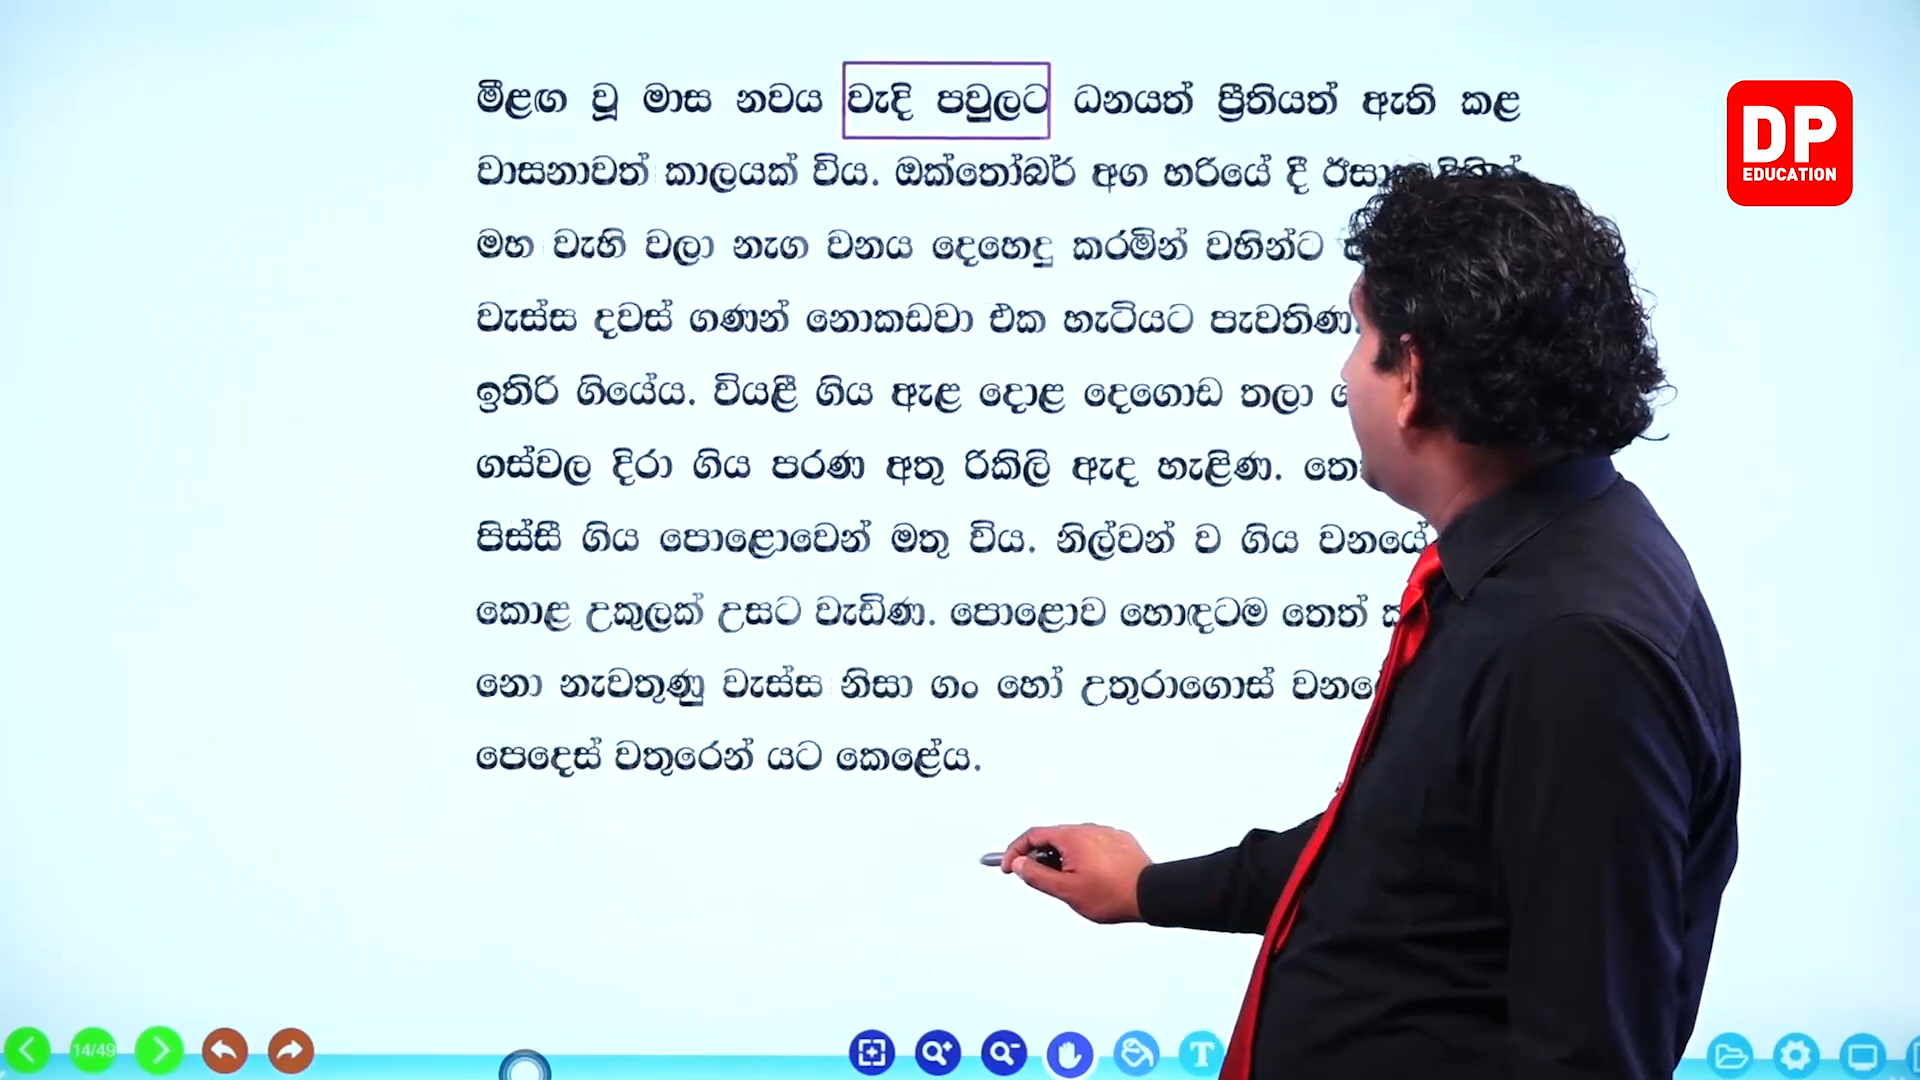 මීළඟ වූ මාස නවය වැදි පවුලට ධනයත් ප්‍රීතියත් ඇති කළ
වාසනාවත් කාලයක් විය. ඔක්තෝබර් අග හරියේ දී
මහ වැහි වලා නැග වනය දෙහෙදු කරමින් වහින්ට
වැස්ස දවස් ගණන් නොකඩවා එක හැටියට පැවතිණ.
ඉතිරි ගියේය. වියළී ගිය ඇළ දොළ දෙගොඩ තලා
ගස්වල දිරා ගිය පරණ අතු රිකිලි ඇද හැළිණ.
පිස්සී ගිය පොළොවෙන් මතු විය. නිල්වන් ව ගිය වනයේ
කොළ උකුලක් උසට වැඩිණ. පොළොව හොඳටම තෙත්
නො නැවතුණු වැස්ස නිසා ගං හෝ උතුරාගොස්
පෙදෙස් වතුරෙන් යට කෙළේය.
DP
EDUCATION
14/49
T